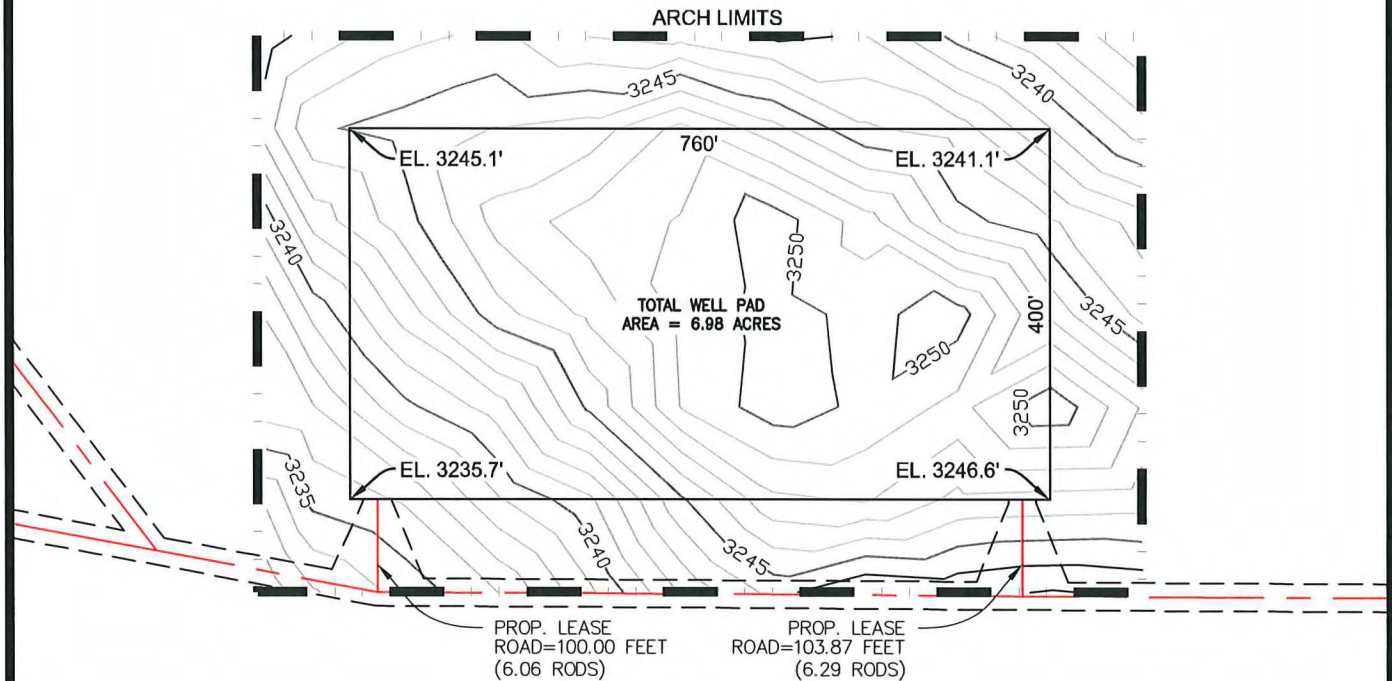 ARCH LIMITS
3245
3240
760'
EL. 3245.1'
EL. 3241.1'
3240
3250
TOTAL WELL PAD
AREA = 6.98 ACRES
400'
3245
3250
3250
EL. 3235.7'
EL. 3246.6'
3235
3240
3245
PROP. LEASE
ROAD=100.00 FEET
(6.06 RODS)
PROP. LEASE
ROAD=103.87 FEET
(6.29 RODS)